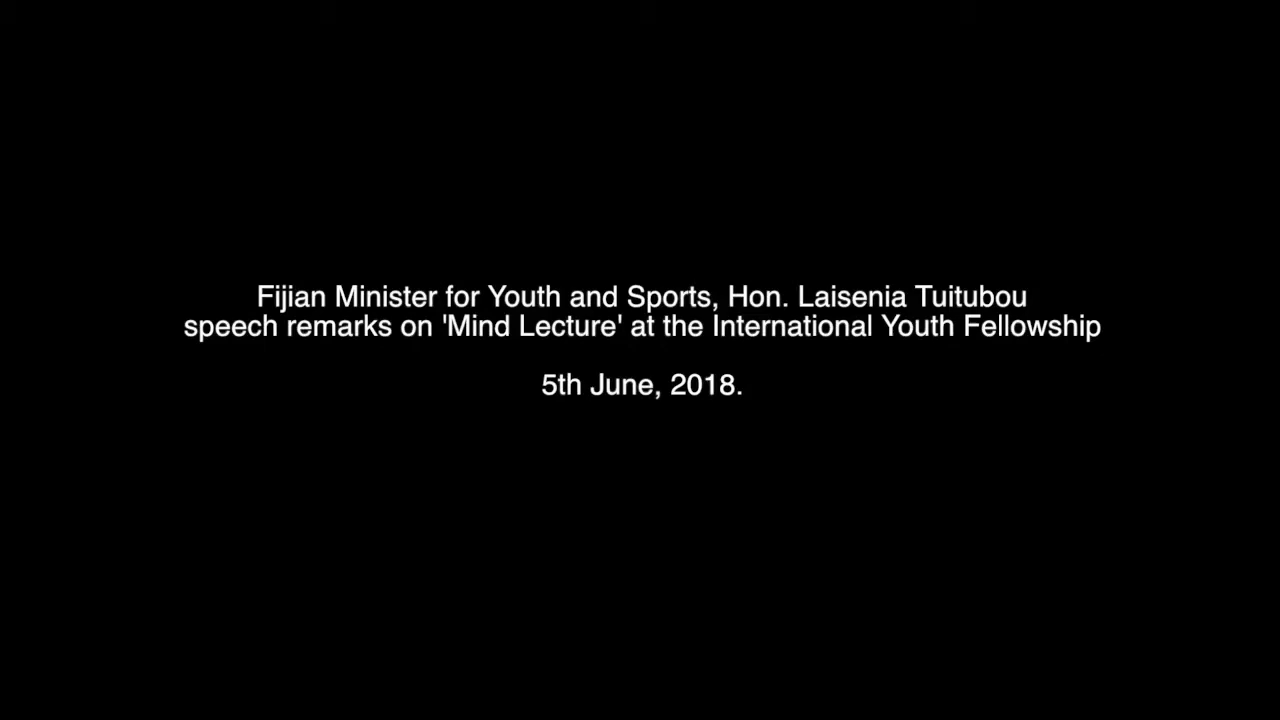 Fijian Minister for Youth and Sports, Hon. Laisenia Tuitubou
speech remarks on 'Mind Lecture' at the International Youth Fellowship
5th June, 2018.